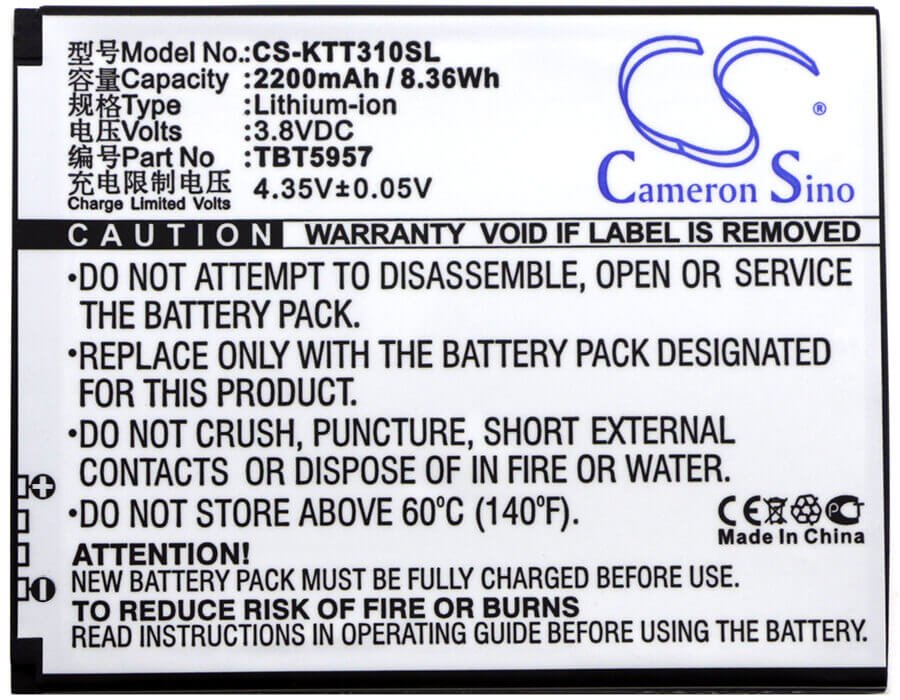 型号Model No.:CS-KTT310SL
容量Capacity :2200mAh / 8.36Wh
规格Type :Lithium-ion
电压Volts :3.8VDC
编号Part No :TBT5957
充电限制电压 4.35V±0.05V
Charge Limited Volts
Cameron Sino
®
CAUTION WARRANTY VOID IF LABEL IS REMOVED
•DO NOT ATTEMPT TO DISASSEMBLE, OPEN OR SERVICE
THE BATTERY PACK.
•REPLACE ONLY WITH THE BATTERY PACK DESIGNATED
FOR THIS PRODUCT.
•DO NOT CRUSH, PUNCTURE, SHORT EXTERNAL
CONTACTS OR DISPOSE OF IN FIRE OR WATER.
•DO NOT STORE ABOVE 60°C (140°F).
CE
Made In China
ATTENTION!
NEW BATTERY PACK MUST BE FULLY CHARGED BEFORE USE.
TO REDUCE RISK OF FIRE OR BURNS
READ INSTRUCTIONS BEFORE USING THE BATTERY.